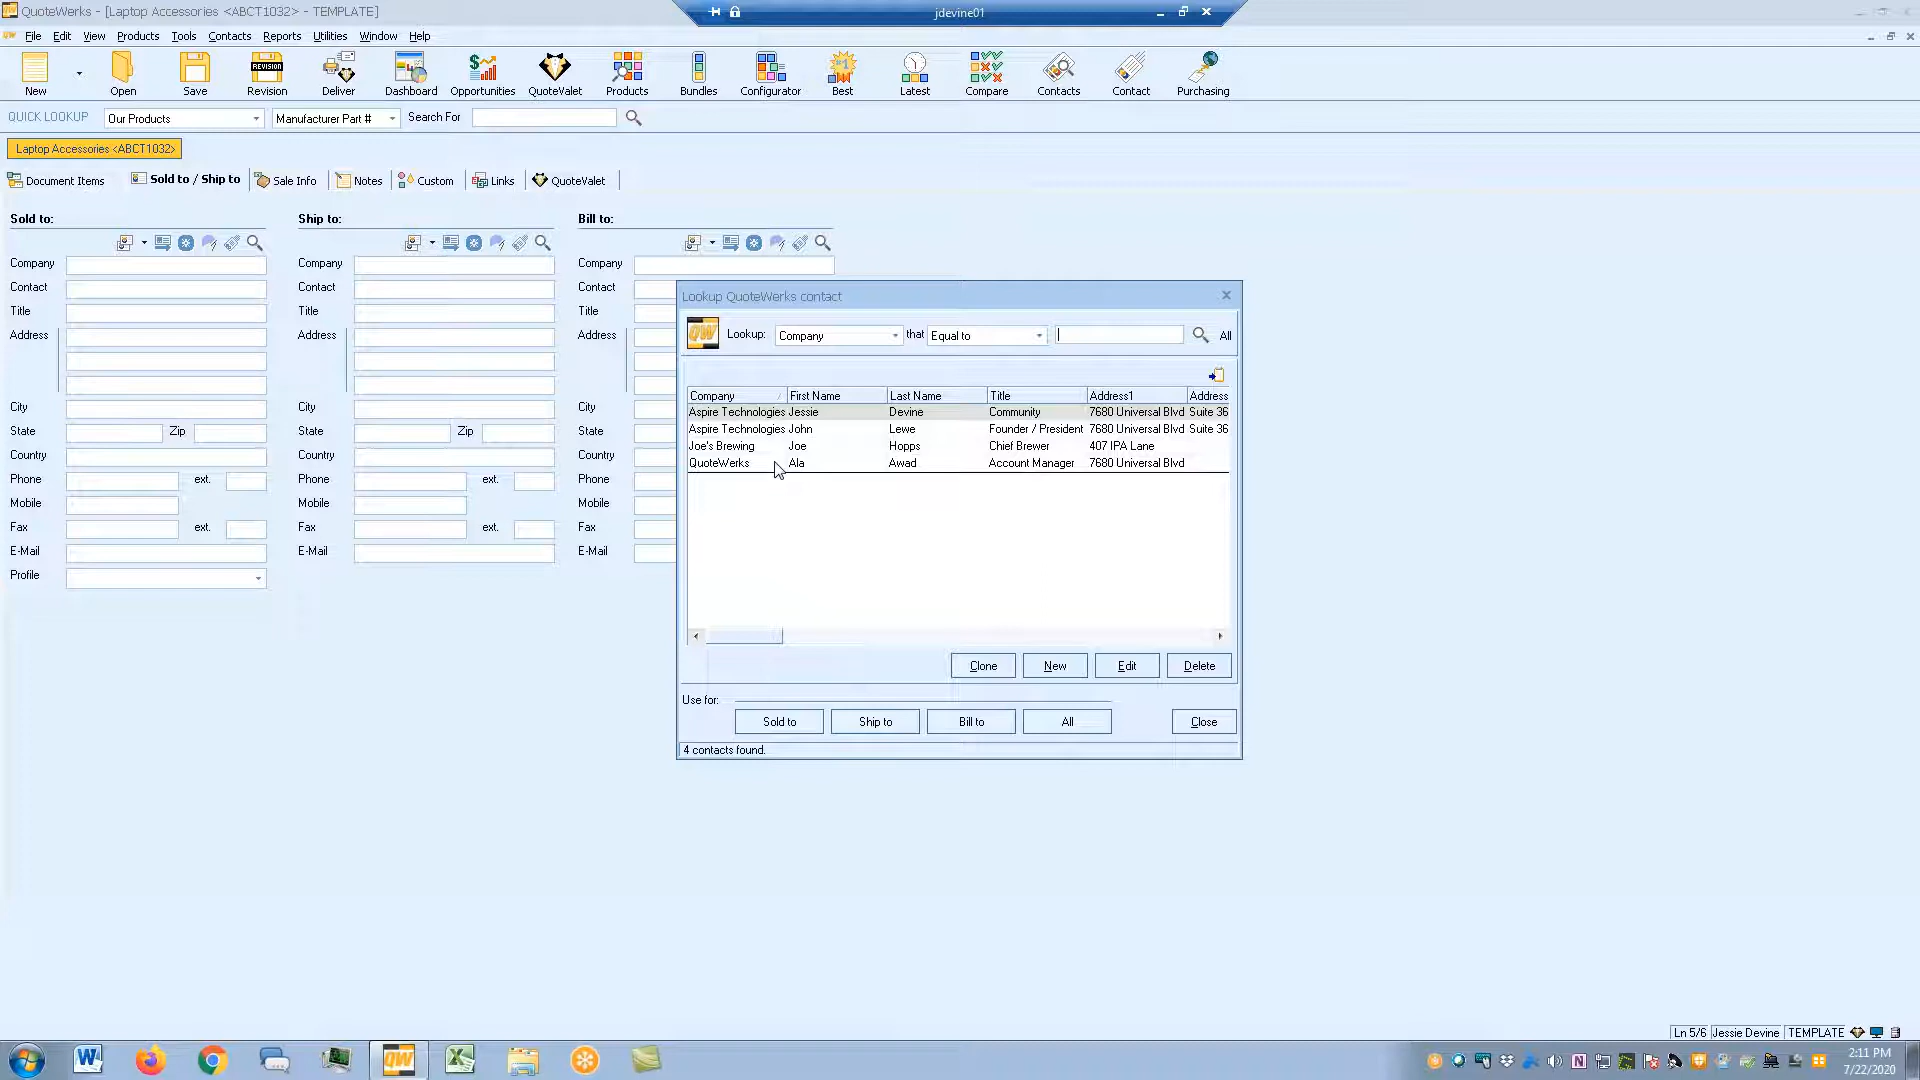 QuoteWerks - [Laptop Accessories <ABCT1032> - TEMPLATE]
jdevine01
File Edit View Products Tools Contacts Reports Utilities Window Help
New Open Save Revision Deliver Dashboard Opportunities QuoteValet Products Bundles Configurator Best Latest Compare Contacts Contact Purchasing
QUICK LOOKUP Our Products Manufacturer Part # Search For
Laptop Accessories <ABCT1032>
Document Items Sold to / Ship to Sale Info Notes Custom Links QuoteValet
Sold to: Ship to: Bill to:
Company Company Company
Contact Contact Contact
Title Title Title
Address Address Address
City City City
State Zip State Zip State
Country Country Country
Phone ext. Phone ext. Phone
Mobile Mobile Mobile
Fax ext. Fax ext. Fax
E-Mail E-Mail E-Mail
Profile
Lookup QuoteWerks contact
QW Lookup: Company that Equal to All
Company First Name Last Name Title Address1 Address
Aspire Technologies Jessie Devine Community 7680 Universal Blvd Suite 36
Aspire Technologies John Lewe Founder / President 7680 Universal Blvd Suite 36
Joe's Brewing Joe Hopps Chief Brewer 407 IPA Lane
QuoteWerks Ala Awad Account Manager 7680 Universal Blvd
Clone New Edit Delete
Use for:
Sold to Ship to Bill to All Close
4 contacts found.
Ln 5/6 Jessie Devine TEMPLATE
2:11 PM
7/22/2020